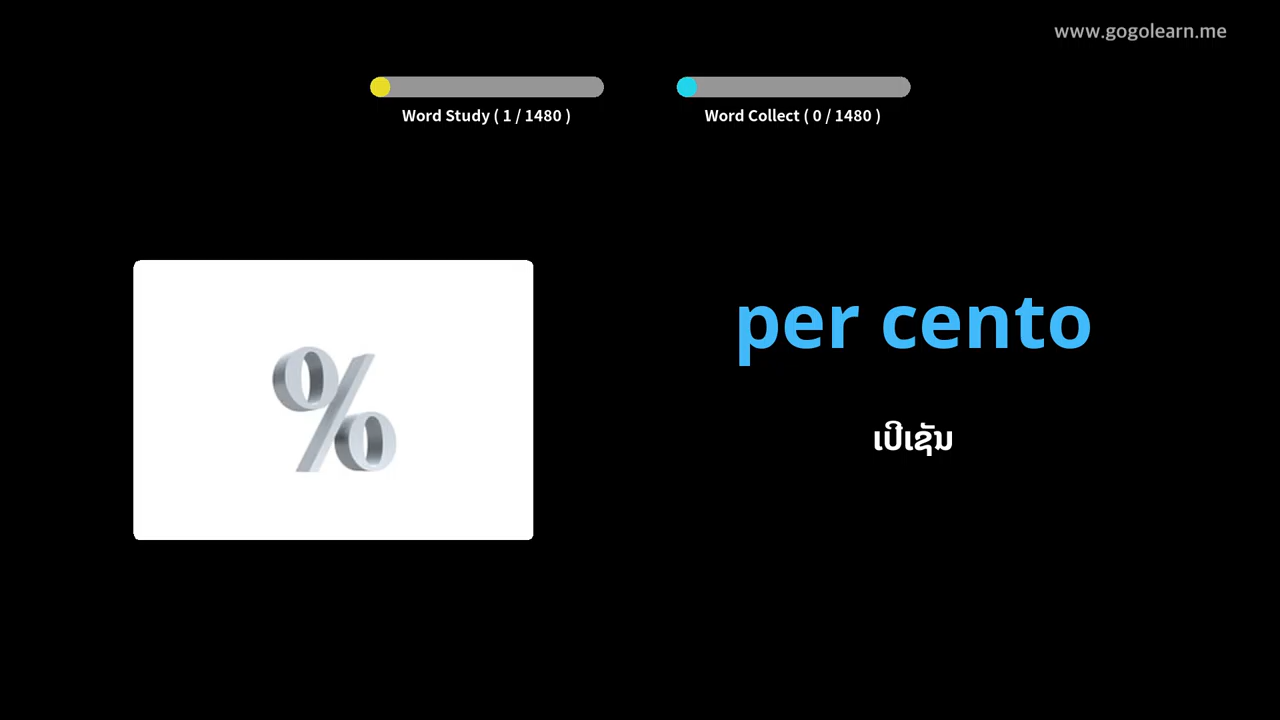 www.gogolearn.me
Word Study ( 1 / 1480 )
Word Collect ( 0 / 1480 )
%
per cento
ເປີເຊັນ